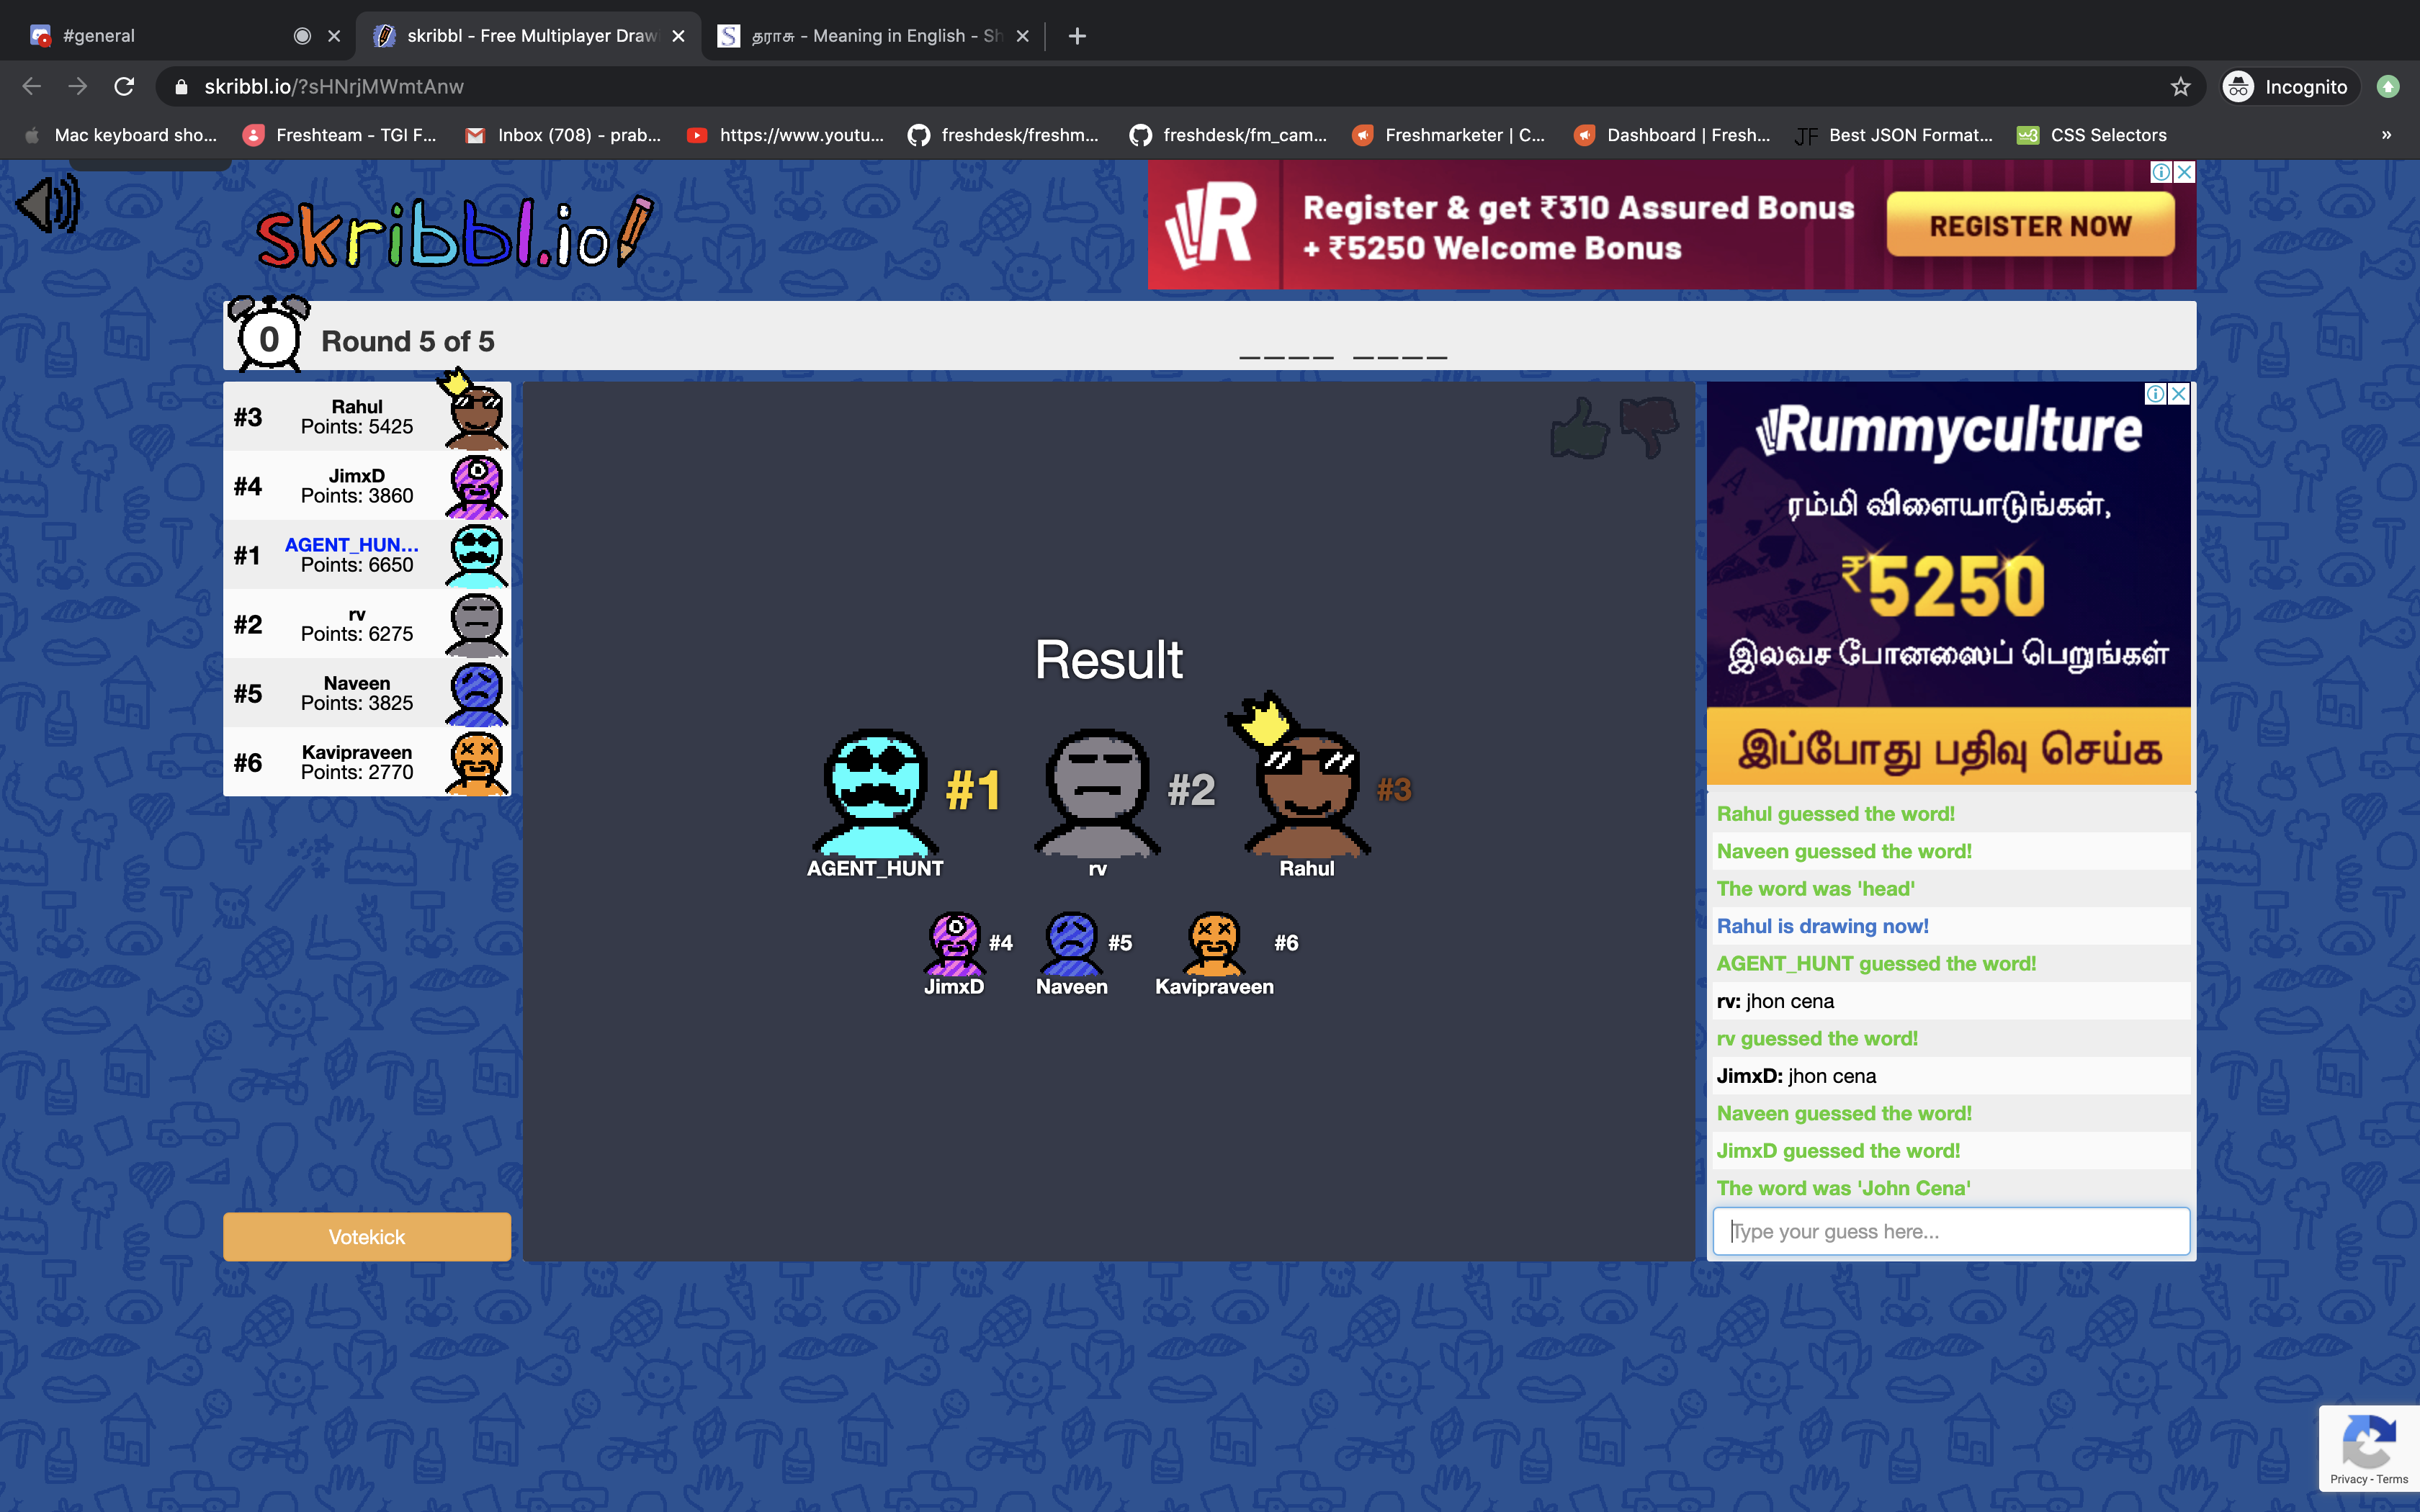 #general
skribbl - Free Multiplayer Draw
தராசு - Meaning in English - Sh
skribbl.io/?sHNrjMWmtAnw
Incognito
Mac keyboard sho...
Freshteam - TGI F...
Inbox (708) - prab...
https://www.youtu...
freshdesk/freshm...
freshdesk/fm_cam...
Freshmarketer | C...
Dashboard | Fresh...
JF Best JSON Format...
CSS Selectors
»
skribbl.io
R
Register & get ₹310 Assured Bonus
+ ₹5250 Welcome Bonus
REGISTER NOW
0
Round 5 of 5
____ ____
#3
Rahul
Points: 5425
#4
JimxD
Points: 3860
#1
AGENT_HUN...
Points: 6650
#2
rv
Points: 6275
#5
Naveen
Points: 3825
#6
Kavipraveen
Points: 2770
Votekick
Result
#1
AGENT_HUNT
#2
rv
#3
Rahul
#4
JimxD
#5
Naveen
#6
Kavipraveen
Rummyculture
ரம்மி விளையாடுங்கள்,
₹5250
இலவச போனஸைப் பெறுங்கள்
இப்போது பதிவு செய்க
Rahul guessed the word!
Naveen guessed the word!
The word was 'head'
Rahul is drawing now!
AGENT_HUNT guessed the word!
rv: jhon cena
rv guessed the word!
JimxD: jhon cena
Naveen guessed the word!
JimxD guessed the word!
The word was 'John Cena'
Type your guess here...
Privacy - Terms